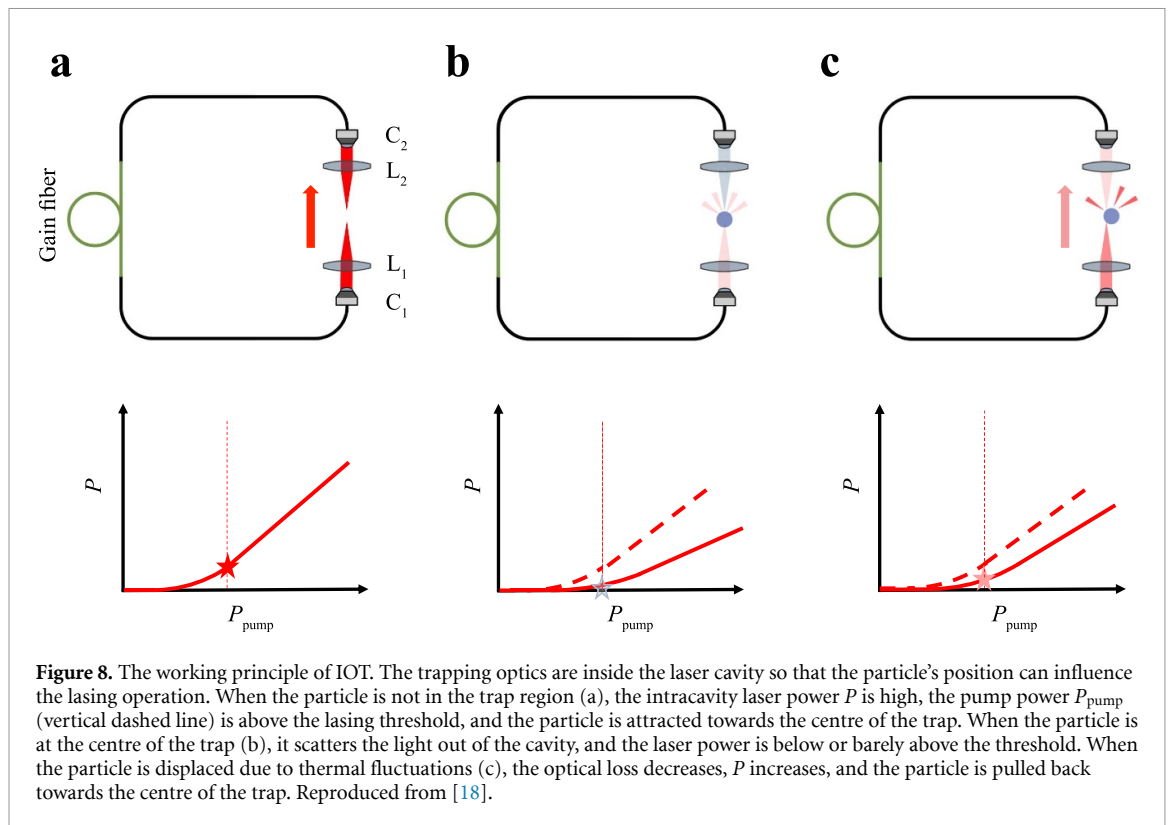 a
b
c
Gain fiber
C2
L2
L1
C1
P
Ppump
P
Ppump
P
Ppump
Figure 8. The working principle of IOT. The trapping optics are inside the laser cavity so that the particle's position can influence
the lasing operation. When the particle is not in the trap region (a), the intracavity laser power P is high, the pump power Ppump
(vertical dashed line) is above the lasing threshold, and the particle is attracted towards the centre of the trap. When the particle is
at the centre of the trap (b), it scatters the light out of the cavity, and the laser power is below or barely above the threshold. When
the particle is displaced due to thermal fluctuations (c), the optical loss decreases, P increases, and the particle is pulled back
towards the centre of the trap. Reproduced from [18].